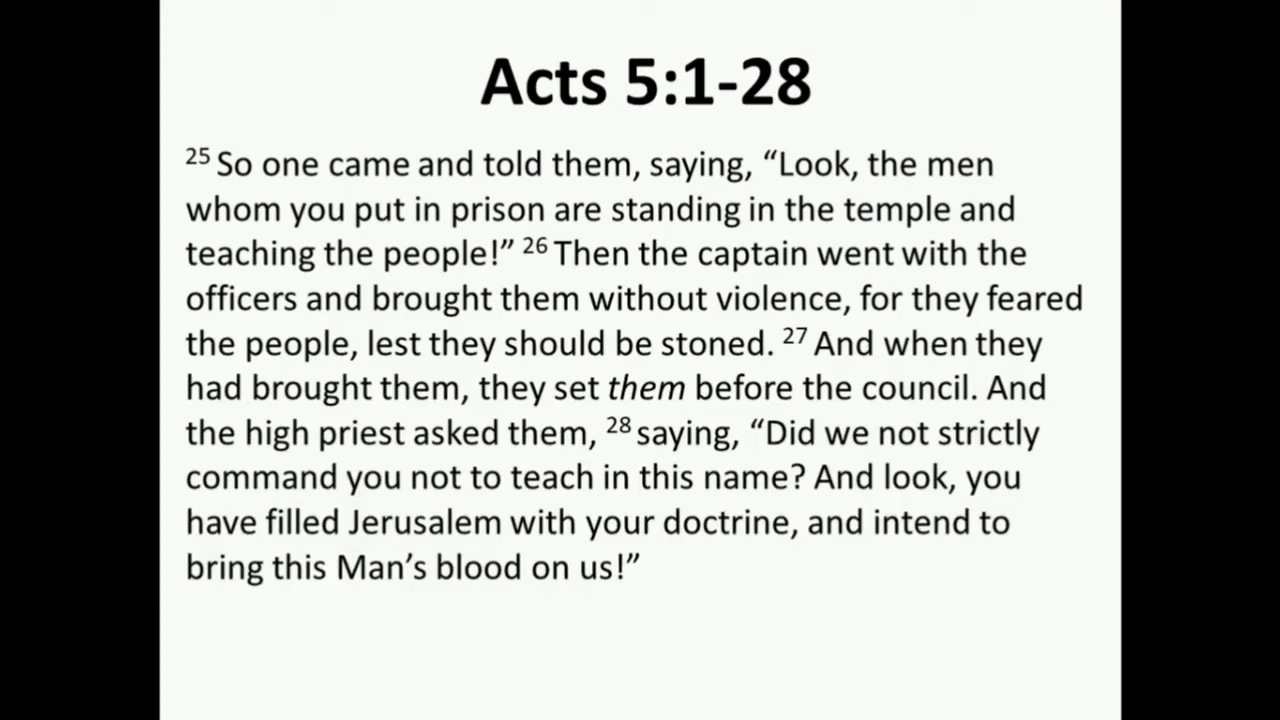 Acts 5:1-28
25 So one came and told them, saying, “Look, the men
whom you put in prison are standing in the temple and
teaching the people!” 26 Then the captain went with the
officers and brought them without violence, for they feared
the people, lest they should be stoned. 27 And when they
had brought them, they set them before the council. And
the high priest asked them, 28 saying, “Did we not strictly
command you not to teach in this name? And look, you
have filled Jerusalem with your doctrine, and intend to
bring this Man’s blood on us!”